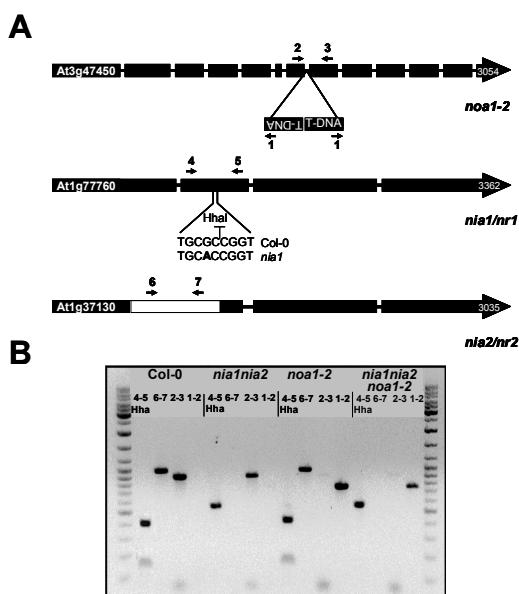 A
2 3
At3g47450 3054
noa1-2
T-DNA T-DNA
1 1
4 5
At1g77760 3362
nia1/nr1
HhaI
TGCGCCGGT Col-0
TGCACCGGT nia1
6 7
At1g37130 3035
nia2/nr2
B
Col-0 nia1nia2 noa1-2 nia1nia2
noa1-2
4-5 6-7 2-3 1-2 4-5 6-7 2-3 1-2 4-5 6-7 2-3 1-2 4-5 6-7 2-3 1-2
Hha Hha Hha Hha